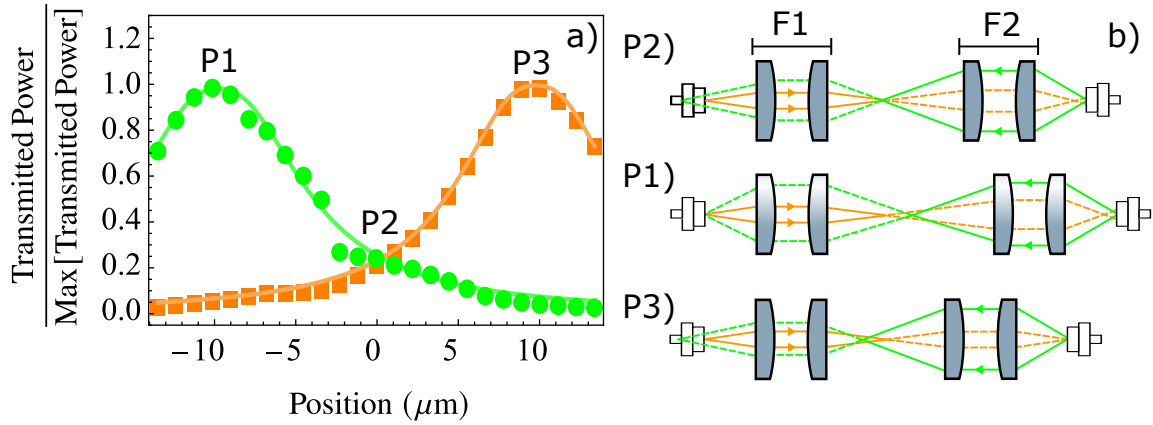 a)
P1
P3
P2
1.2
1.0
0.8
0.6
0.4
0.2
0.0
−10
−5
0
5
10
Position (μm)
Transmitted Power
Max[Transmitted Power]
b)
F1
F2
P2)
P1)
P3)